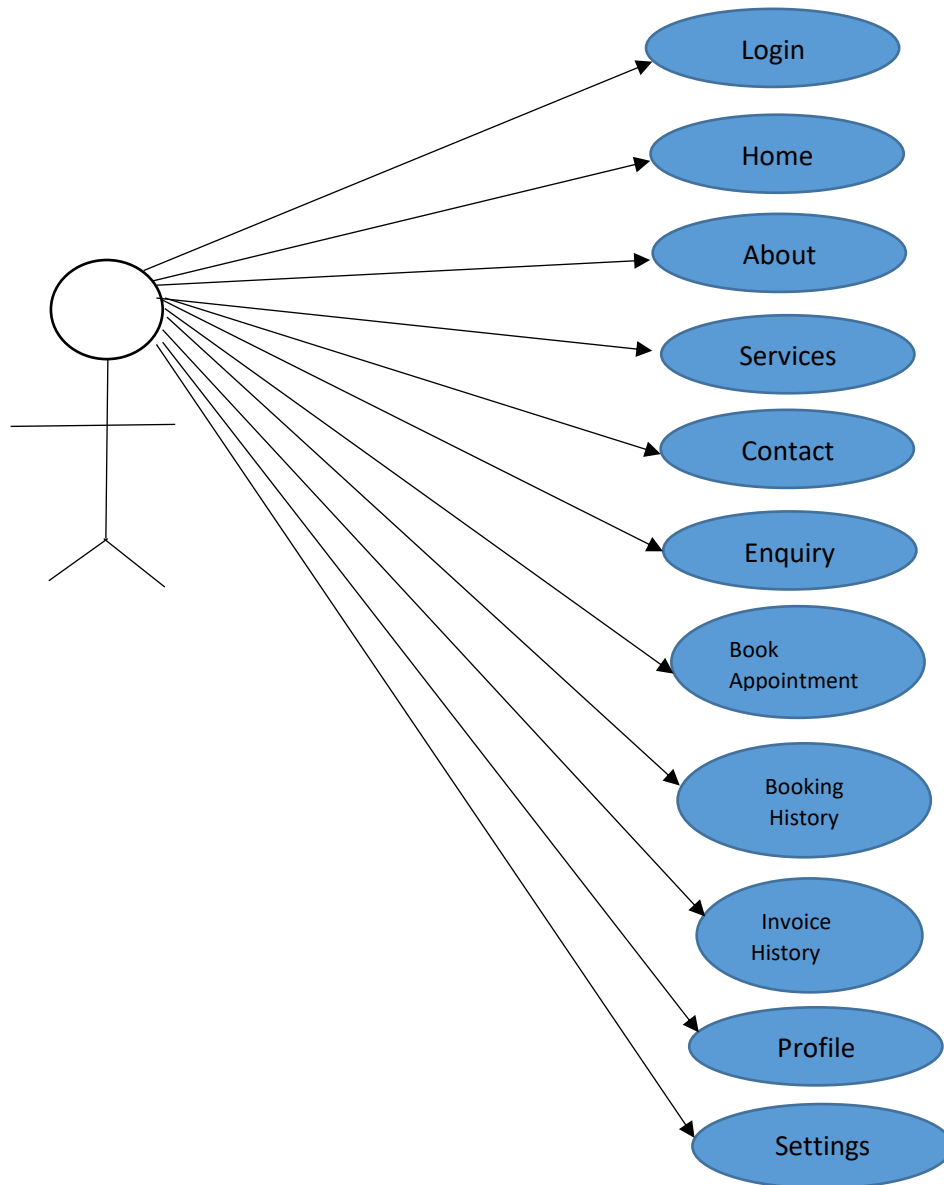 Login
Home
About
Services
Contact
Enquiry
Book
Appointment
Booking
History
Invoice
History
Profile
Settings